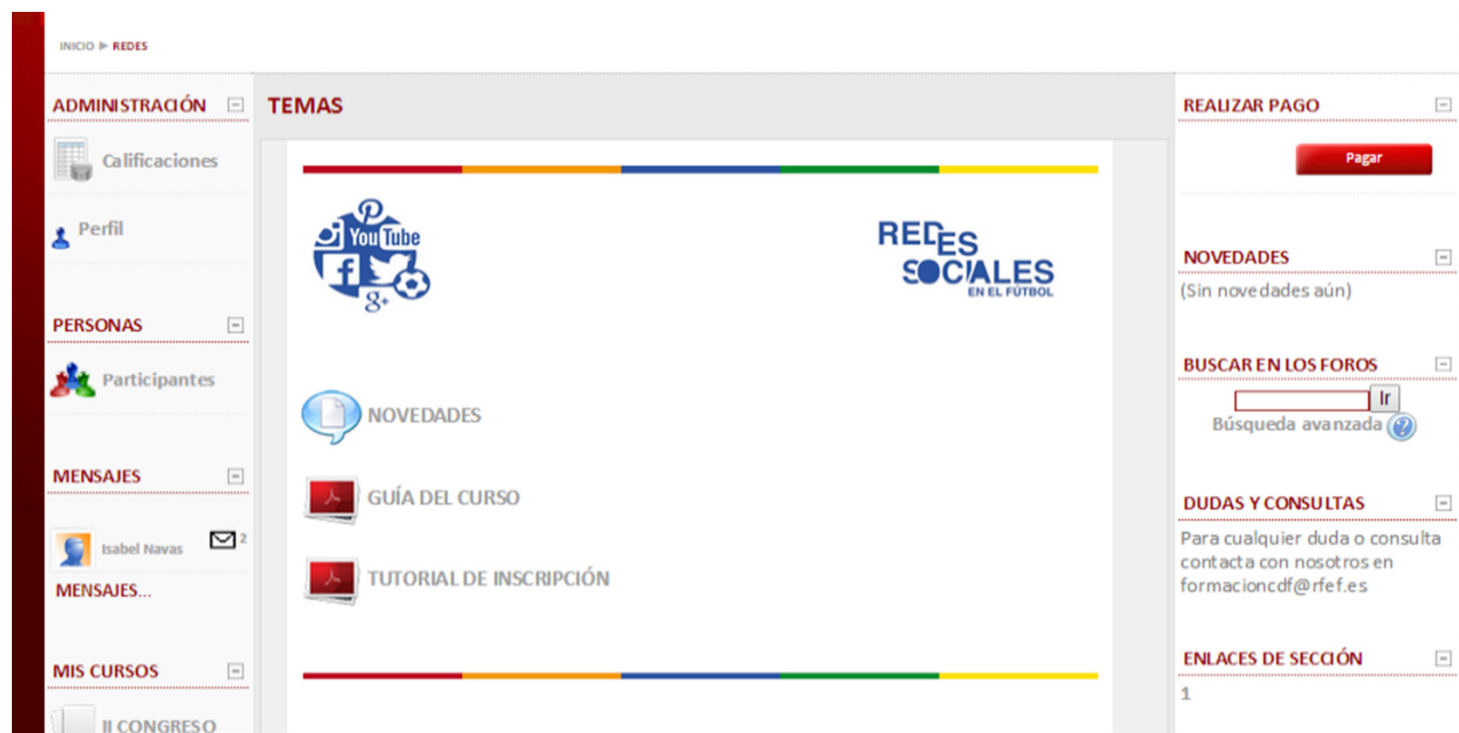 INICIO ► REDES
ADMINISTRACIÓN
Calificaciones
Perfil
PERSONAS
Participantes
MENSAJES
Isabel Navas 2
MENSAJES...
MIS CURSOS
II CONGRESO
TEMAS
YouTube
g+
REDES
SOCIALES
EN EL FÚTBOL
NOVEDADES
GUÍA DEL CURSO
TUTORIAL DE INSCRIPCIÓN
REALIZAR PAGO
Pagar
NOVEDADES
(Sin novedades aún)
BUSCAR EN LOS FOROS
Ir
Búsqueda avanzada ?
DUDAS Y CONSULTAS
Para cualquier duda o consulta
contacta con nosotros en
formacioncdf@rfef.es
ENLACES DE SECCIÓN
1